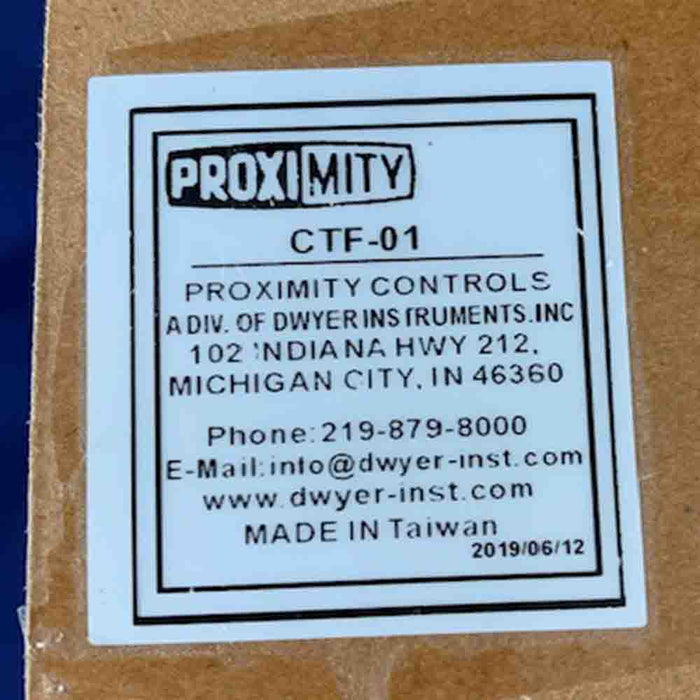 PROXIMITY
CTF-01
PROXIMITY CONTROLS
A DIV. OF DWYER INSTRUMENTS.INC
102 INDIANA HWY 212,
MICHIGAN CITY, IN 46360
Phone:219-879-8000
E-Mail:info@dwyer-inst.com
www.dwyer-inst.com
MADE IN Taiwan
2019/06/12